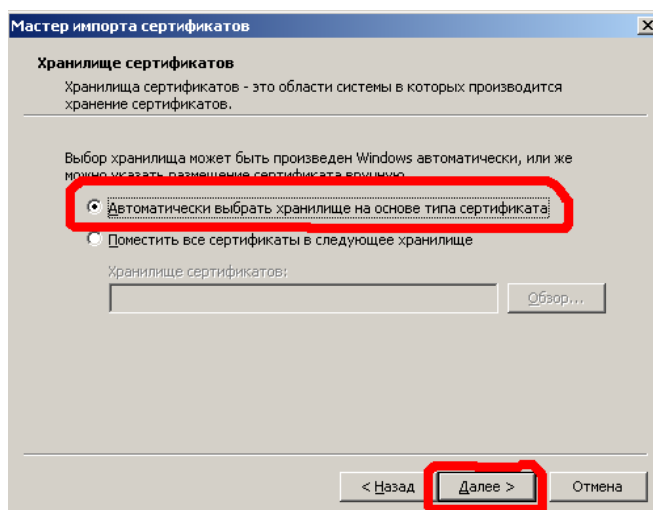 Мастер импорта сертификатов
Хранилище сертификатов
Хранилища сертификатов - это области системы в которых производится
хранение сертификатов.
Выбор хранилища может быть произведен Windows автоматически, или же
можно указать размещение сертификата вручную
Автоматически выбрать хранилище на основе типа сертификата
Поместить все сертификаты в следующее хранилище
Хранилище сертификатов:
Обзор...
< Назад
Далее >
Отмена